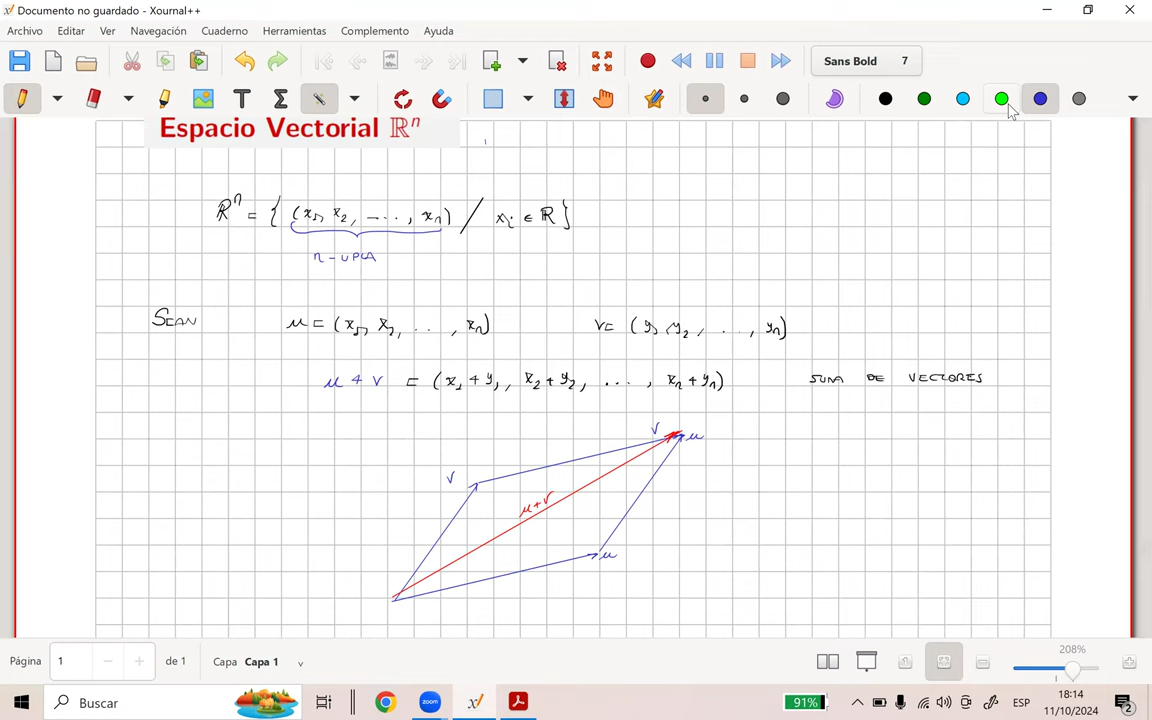 Documento no guardado - Xournal++
Archivo Editar Ver Navegación Cuaderno Herramientas Complemento Ayuda
Sans Bold 7
Espacio Vectorial ℝⁿ
ℝⁿ = { (x₁, x₂, ..., xₙ) / xᵢ ∈ ℝ }
n-UPLA
SEAN u = (x₁, x₂, ..., xₙ) v = (y₁, y₂, ..., yₙ)
u + v = (x₁ + y₁, x₂ + y₂, ..., xₙ + yₙ) SUMA DE VECTORES
v
u
v
u+v
u
Página 1 de 1 Capa Capa 1 208%
Buscar zoom 91% ESP 18:14
11/10/2024 2